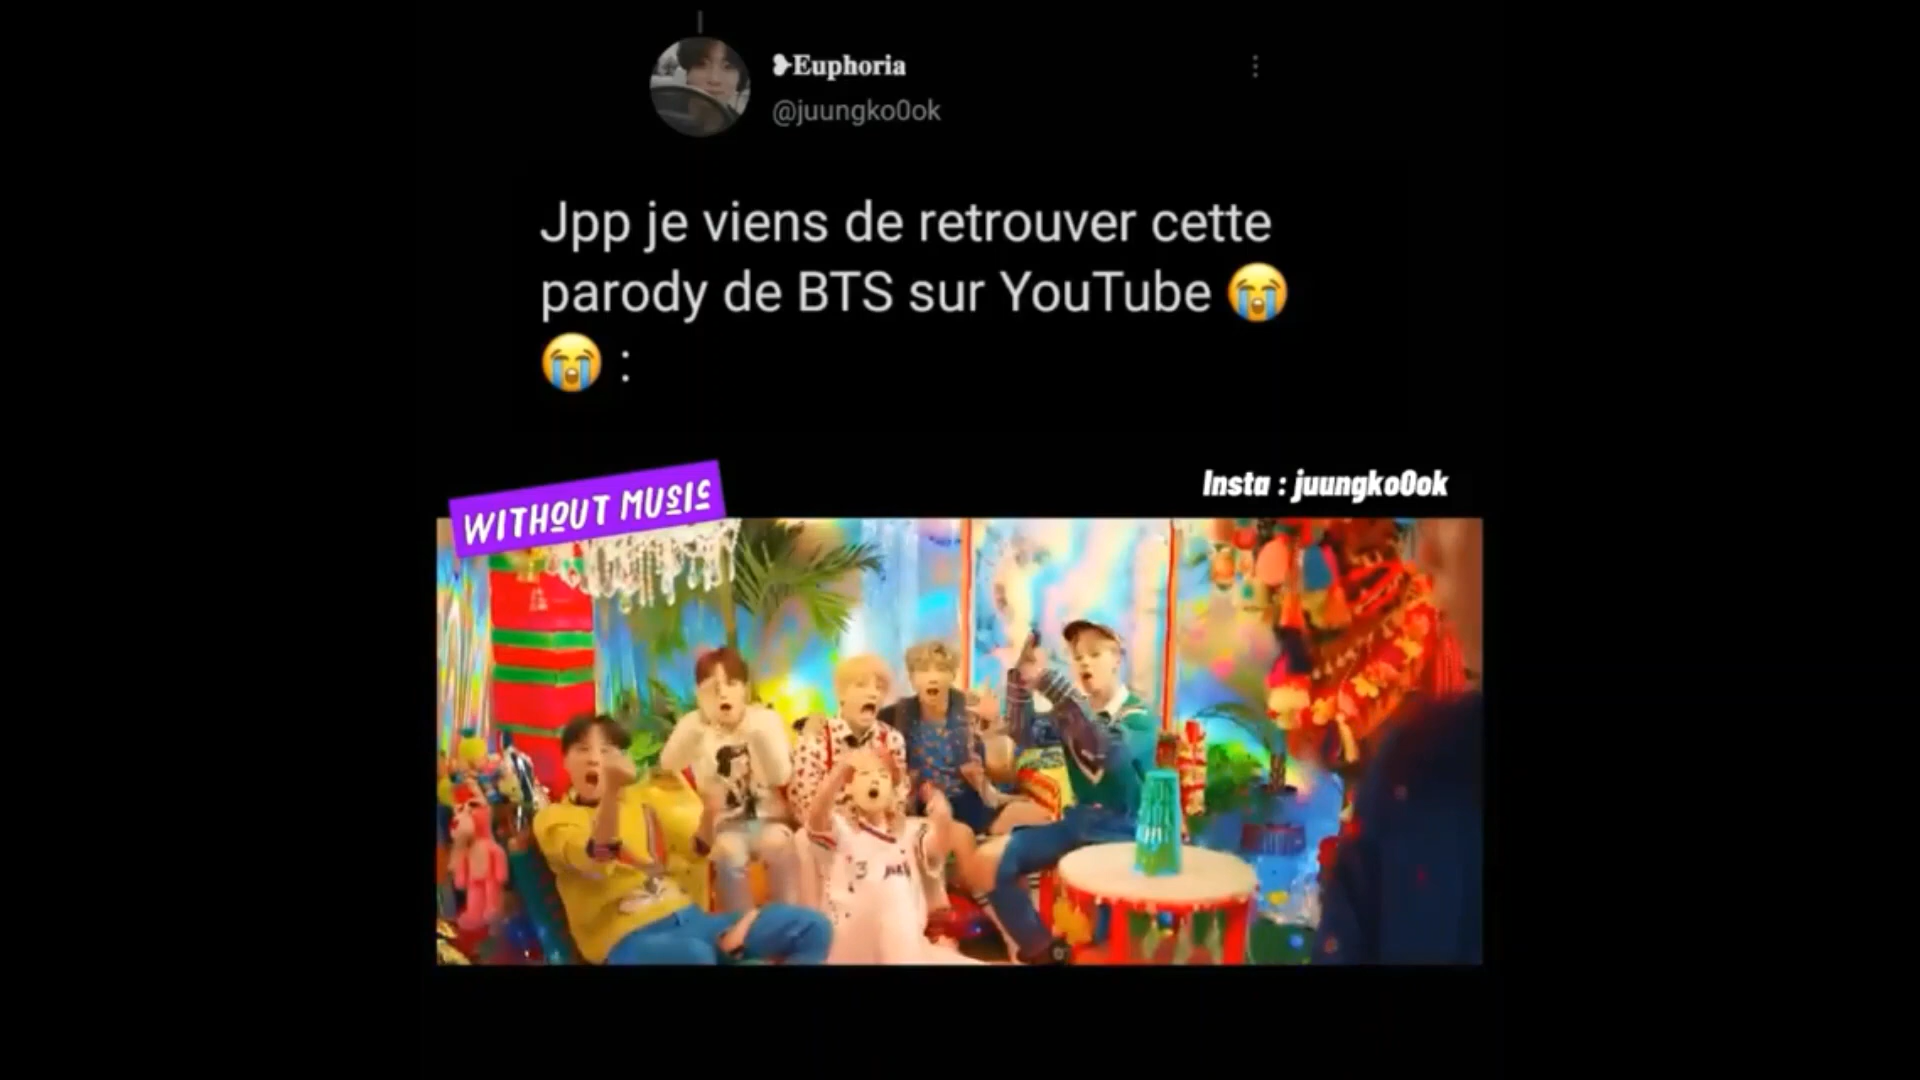 ❥Euphoria
@juungko0ok
Jpp je viens de retrouver cette
parody de BTS sur YouTube 😭
😭 :
WITHOUT MUSIC
Insta : juungko0ok